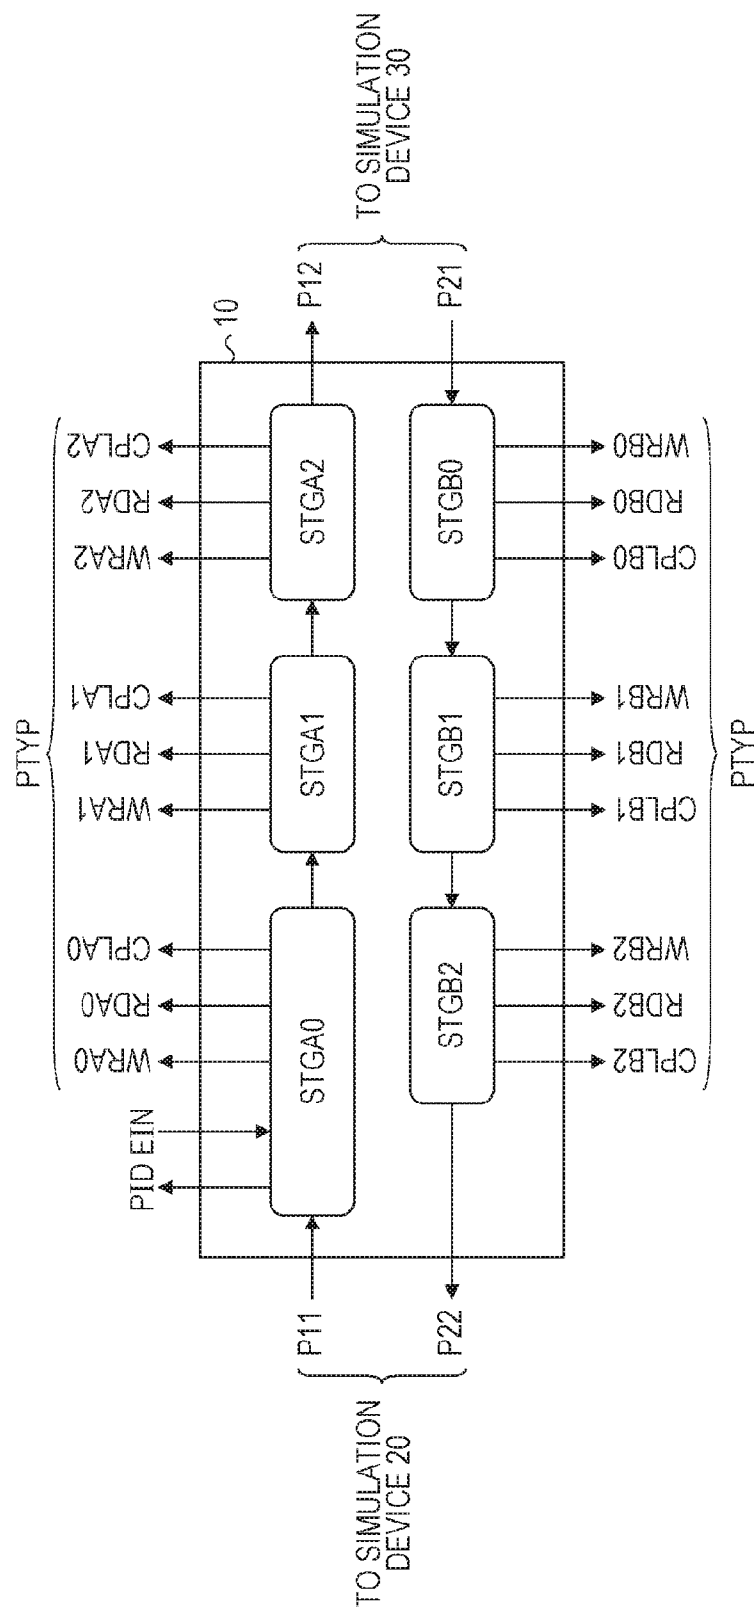 PTYP
PID
EIN
WRA0
RDA0
CPLA0
WRA1
RDA1
CPLA1
WRA2
RDA2
CPLA2
10
TO SIMULATION
DEVICE 20
P11
STGA0
STGA1
STGA2
P12
TO SIMULATION
DEVICE 30
P22
STGB2
STGB1
STGB0
P21
CPLB2
RDB2
WRB2
CPLB1
RDB1
WRB1
CPLB0
RDB0
WRB0
PTYP